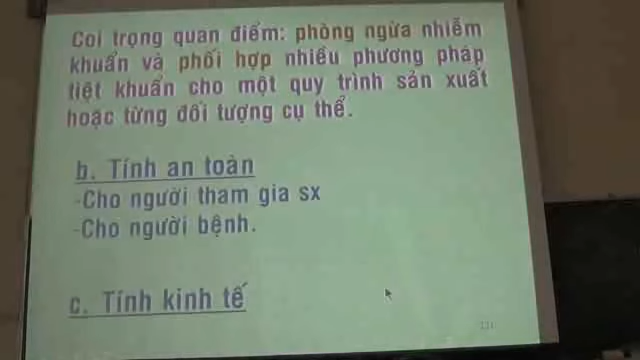 Coi trọng quan điểm: phòng ngừa nhiễm
khuẩn và phối hợp nhiều phương pháp
tiệt khuẩn cho một quy trình sản xuất
hoặc từng đối tượng cụ thể.
b. Tính an toàn
-Cho người tham gia sx
-Cho người bệnh.
c. Tính kinh tế